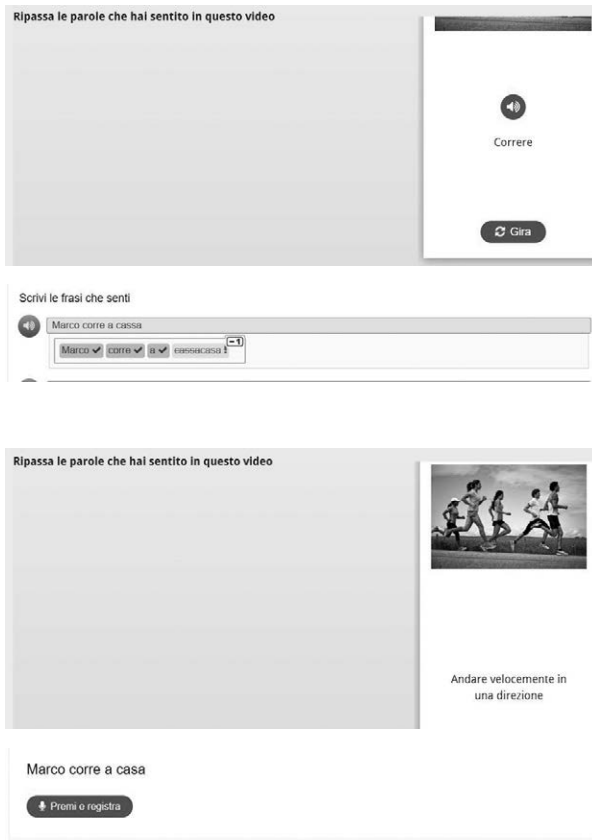 Ripassa le parole che hai sentito in questo video
Correre
Gira
Scrivi le frasi che senti
Marco corre a cassa
Marco ✔ corre ✔ a ✔ cassacasa ! -1
Ripassa le parole che hai sentito in questo video
Andare velocemente in
una direzione
Marco corre a casa
Premi e registra